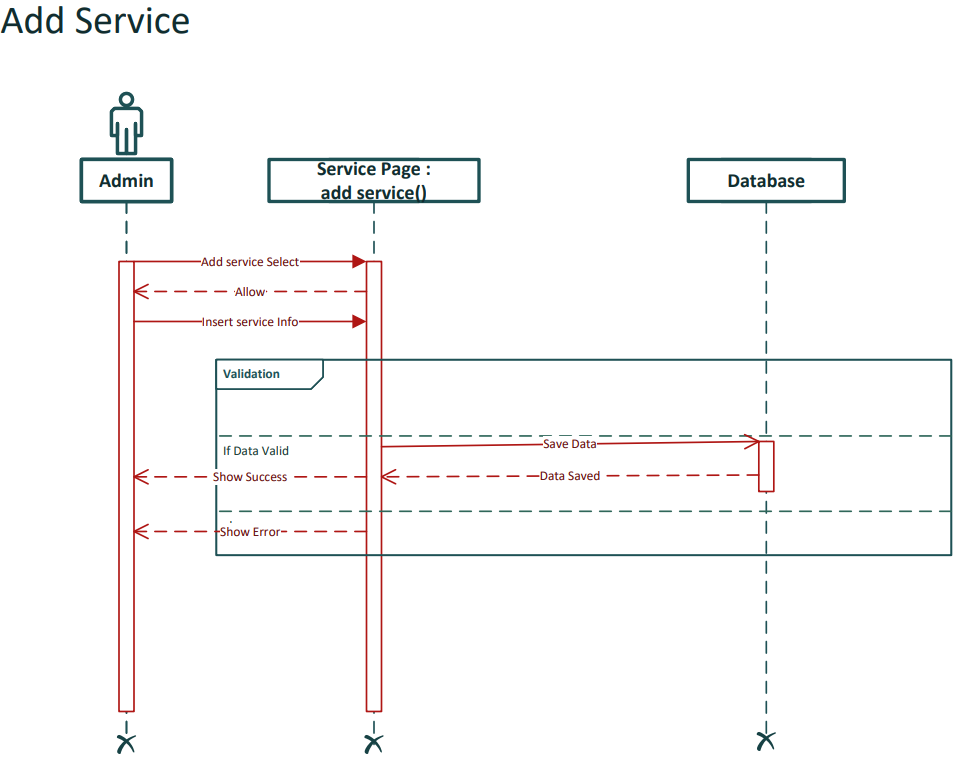 Add Service
Admin
Service Page :
add service()
Database
Add service Select
Allow
Insert service Info
Validation
If Data Valid
Save Data
Show Success
Data Saved
Show Error